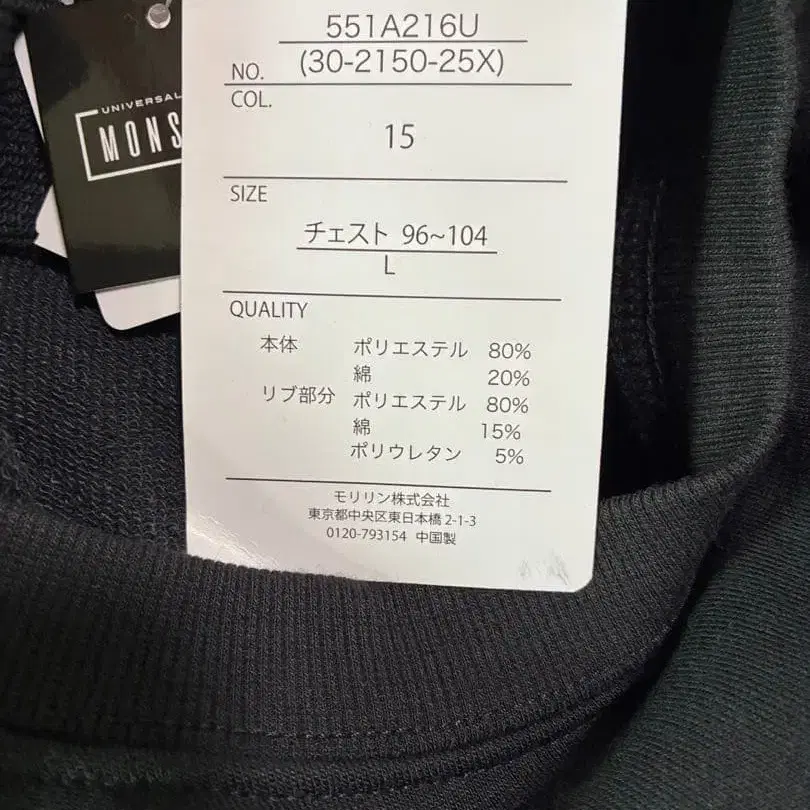 UNIVERSAL
551A216U
NO. (30-2150-25X)
COL.
15
SIZE
チェスト 96~104
L
QUALITY
本体 ポリエステル 80%
綿 20%
リブ部分 ポリエステル 80%
綿 15%
ポリウレタン 5%
モリリン株式会社
東京都中央区東日本橋2-1-3
0120-793154 中国製